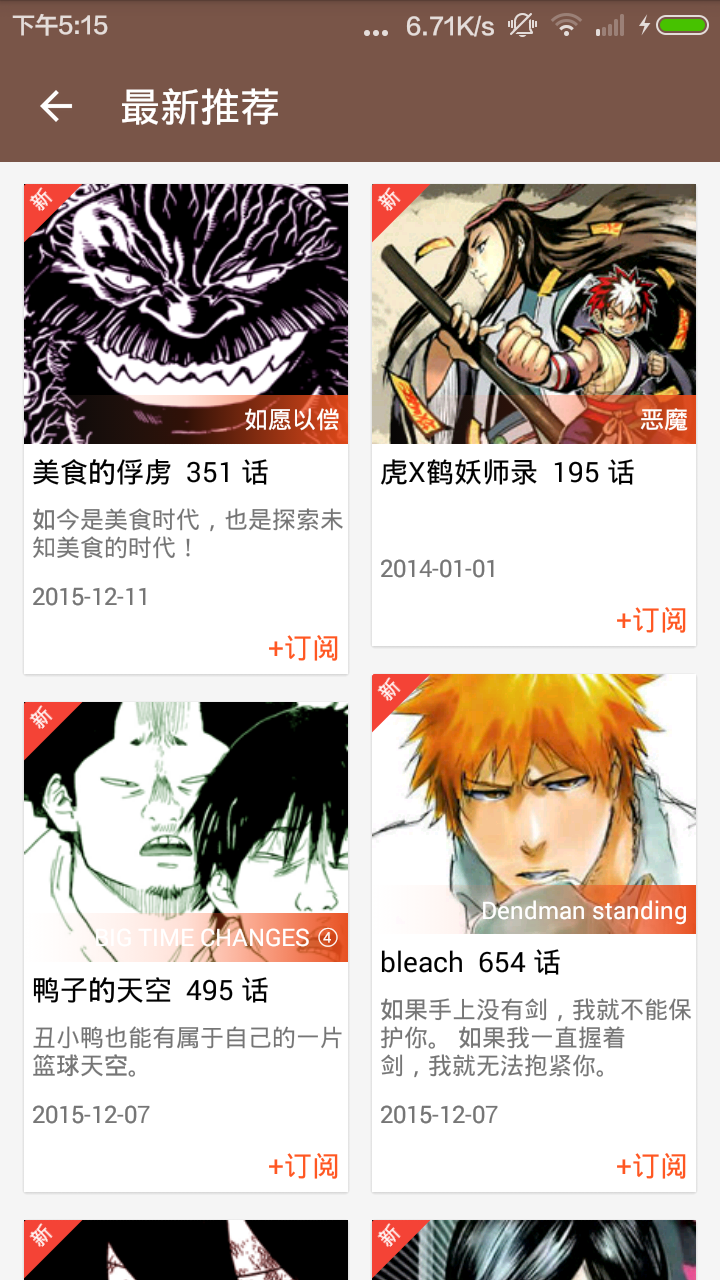 下午5:15
... 6.71K/s
最新推荐
新
如愿以偿
美食的俘虏 351 话
如今是美食时代，也是探索未
知美食的时代！
2015-12-11
+订阅
新
恶魔
虎X鹤妖师录 195 话
2014-01-01
+订阅
新
BIG TIME CHANGES ④
鸭子的天空 495 话
丑小鸭也能有属于自己的一片
篮球天空。
2015-12-07
+订阅
新
Dendman standing
bleach 654 话
如果手上没有剑，我就不能保
护你。 如果我一直握着
剑，我就无法抱紧你。
2015-12-07
+订阅
新
新